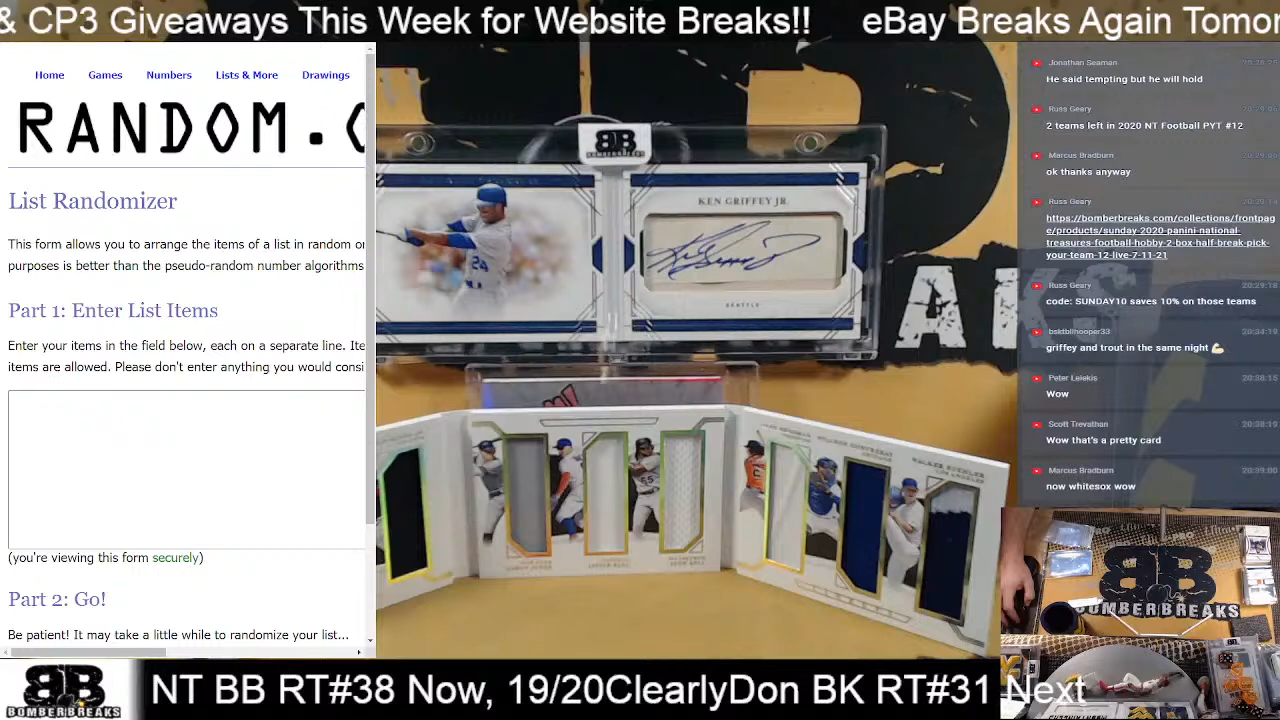 & CP3 Giveaways This Week for Website Breaks!! eBay Breaks Again Tomor
Home Games Numbers Lists & More Drawings
RANDOM.
List Randomizer
This form allows you to arrange the items of a list in random or
purposes is better than the pseudo-random number algorithms
Part 1: Enter List Items
Enter your items in the field below, each on a separate line. Ite
items are allowed. Please don't enter anything you would consi
(you're viewing this form securely)
Part 2: Go!
Be patient! It may take a little while to randomize your list...
BOMBERBREAKS
KEN GRIFFEY JR.
SEATTLE
24
Jonathan Seaman
He said tempting but he will hold
Russ Geary
2 teams left in 2020 NT Football PYT #12
Marcus Bradburn
ok thanks anyway
Russ Geary
https://bomberbreaks.com/collections/frontpag
e/products/sunday-2020-panini-national-
treasures-football-hobby-2-box-half-break-pick-
your-team-12-live-7-11-21
Russ Geary
code: SUNDAY10 saves 10% on those teams
bsktbllhooper33
griffey and trout in the same night 💪🏻
Peter Lelekis
Wow
Scott Trevathan
Wow that's a pretty card
Marcus Bradburn
now whitesox wow
BOMBERBREAKS
BOMBERBREAKS
NT BB RT#38 Now, 19/20ClearlyDon BK RT#31 Next